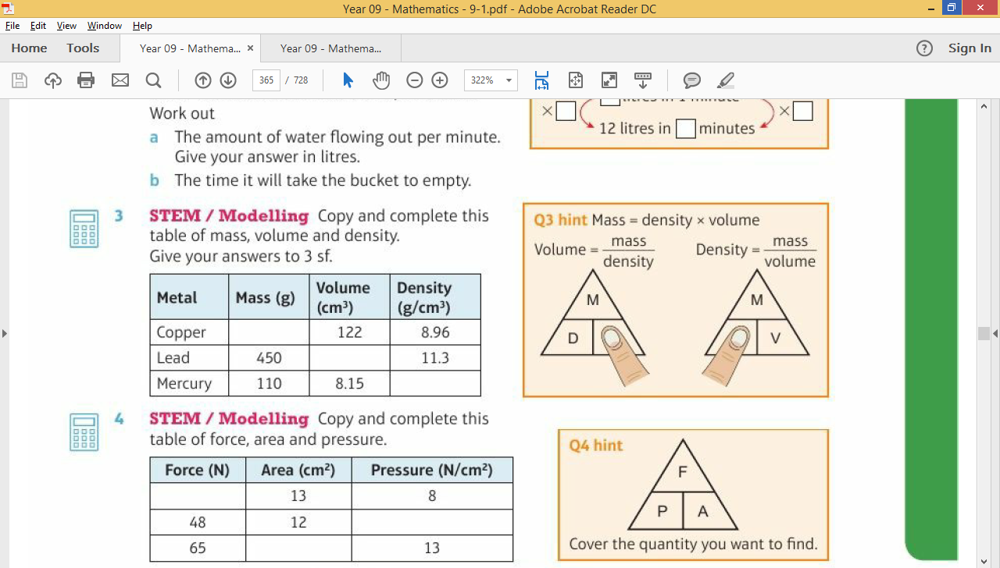 Year 09 - Mathematics - 9-1.pdf - Adobe Acrobat Reader DC
File Edit View Window Help
Home Tools Year 09 - Mathema... × Year 09 - Mathema... ? Sign In
365 / 728 322%
Work out
a The amount of water flowing out per minute.
Give your answer in litres.
b The time it will take the bucket to empty.
litres in 1 minute
× ×
12 litres in minutes
3 STEM / Modelling Copy and complete this
table of mass, volume and density.
Give your answers to 3 sf.
Metal Mass (g) Volume (cm³) Density (g/cm³)
Copper 122 8.96
Lead 450 11.3
Mercury 110 8.15
Q3 hint Mass = density × volume
Volume = mass / density Density = mass / volume
M M
D V
4 STEM / Modelling Copy and complete this
table of force, area and pressure.
Force (N) Area (cm²) Pressure (N/cm²)
13 8
48 12
65 13
Q4 hint
F
P A
Cover the quantity you want to find.